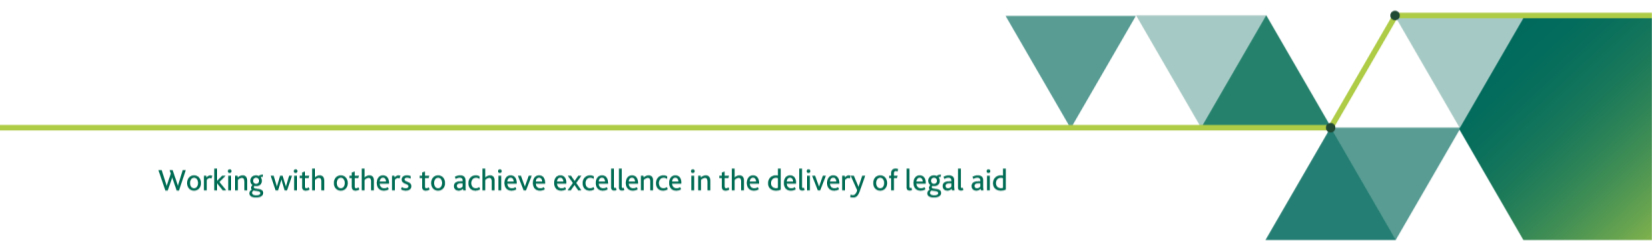 Working with others to achieve excellence in the delivery of legal aid